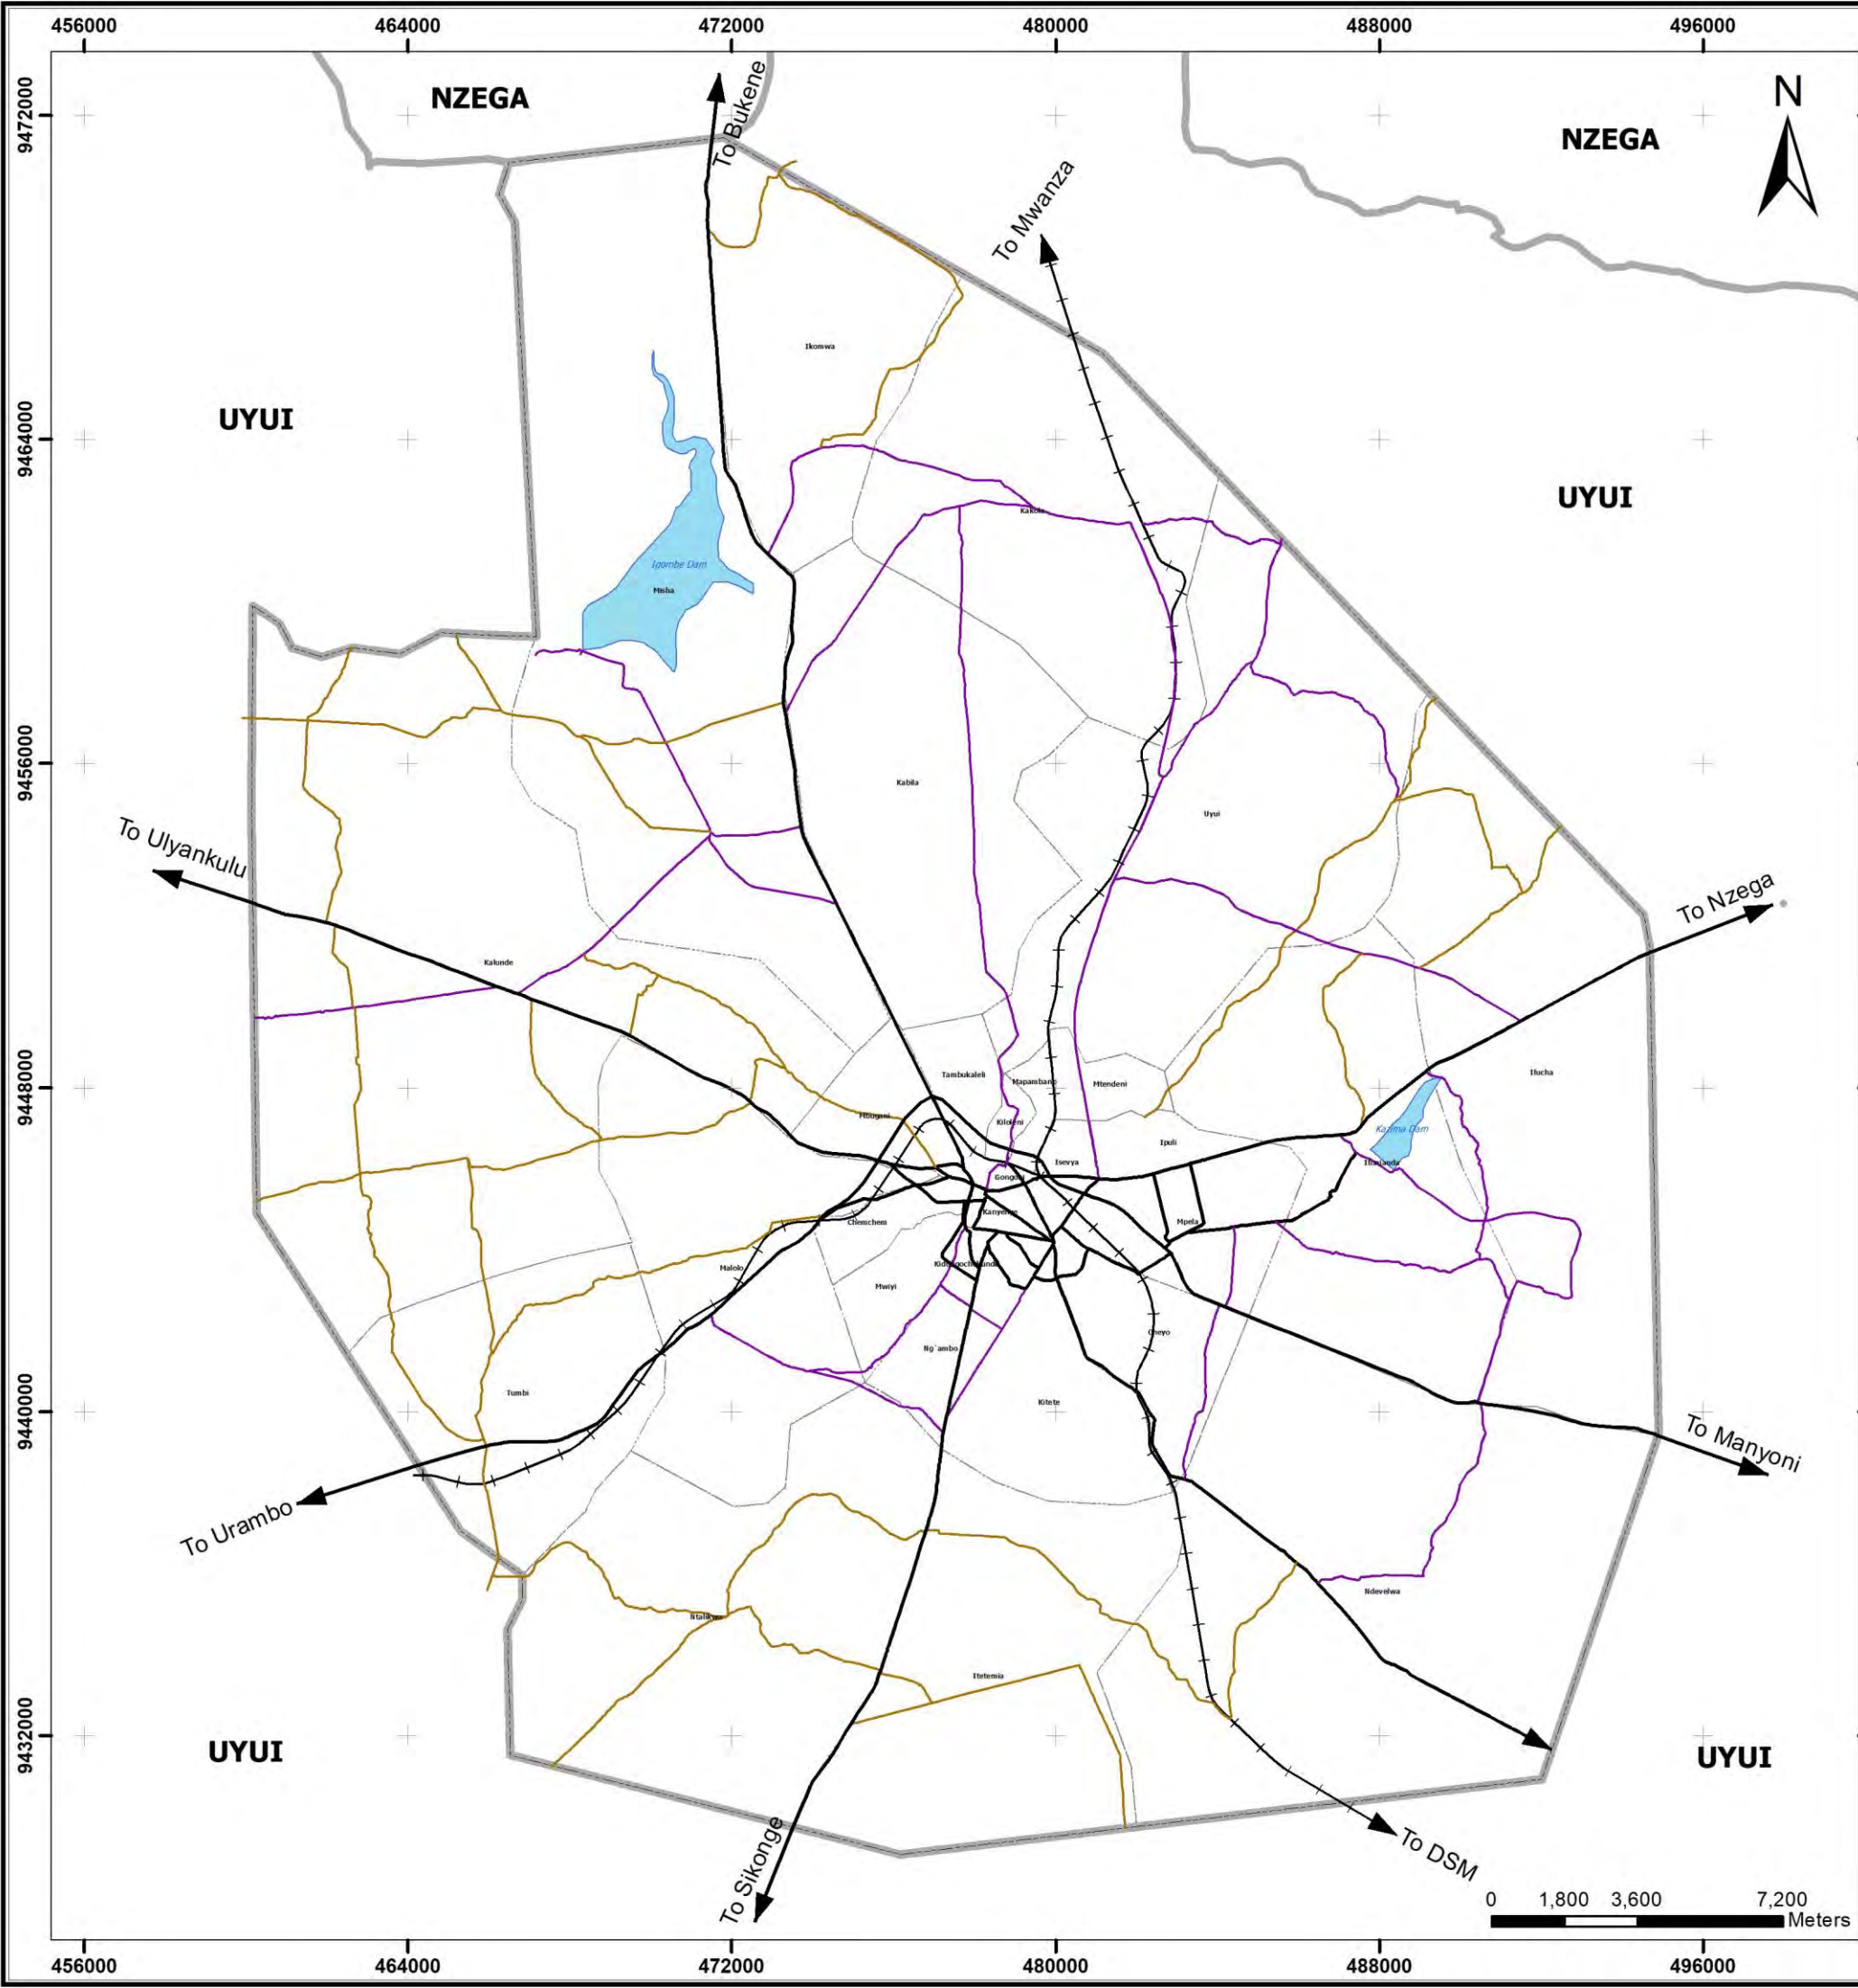 456000
464000
472000
480000
488000
496000
9472000
9464000
9456000
9448000
9440000
9432000
NZEGA
To Bukene
NZEGA
N
To Mwanza
Ikomwa
UYUI
UYUI
Kakola
Igombe Dam
Misha
Kabila
Uyui
To Ulyankulu
To Nzega
Kalunde
Tambukaleli
Mapambano
Mtendeni
Ifucha
Mbugani
Kiloleni
Kazima Dam
Ipuli
Isevya
Gongoni
Kanyenye
Chemchem
Mpela
Malolo
Mwiyi
Cheyo
Ng`ambo
Tumbi
Kitete
To Manyoni
To Urambo
Ndevelwa
Ntalikwa
Itetemia
UYUI
UYUI
To Sikonge
To DSM
0 1,800 3,600 7,200
Meters
456000
464000
472000
480000
488000
496000